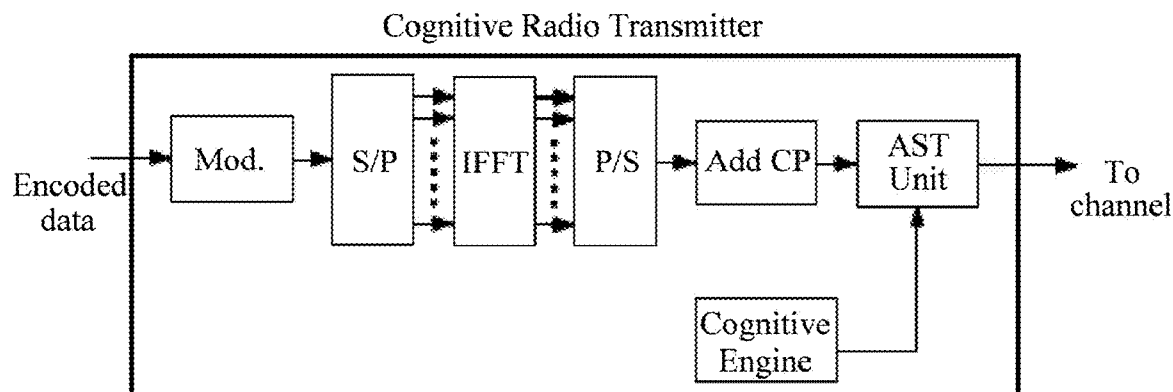 Cognitive Radio Transmitter
Encoded
data
Mod.
S/P
IFFT
P/S
Add CP
AST
Unit
To
channel
Cognitive
Engine